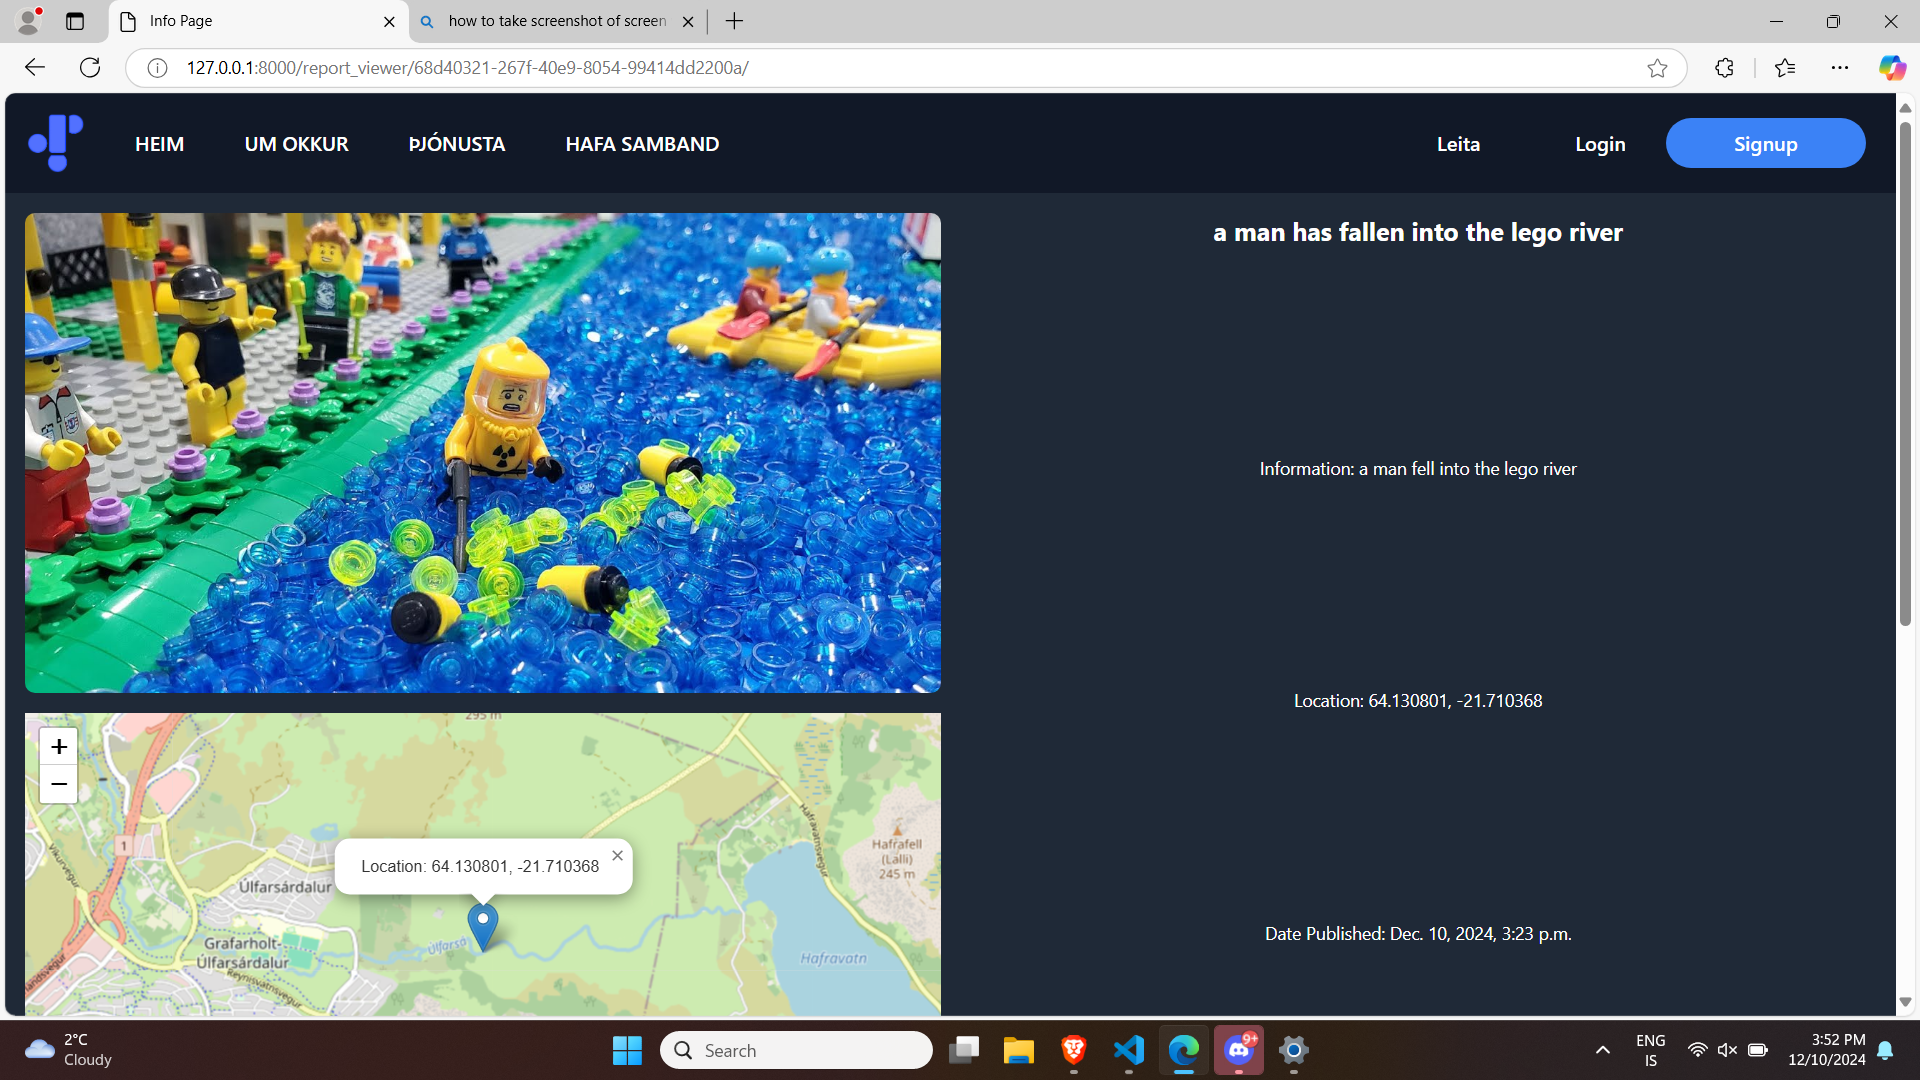 Info Page
how to take screenshot of screen
127.0.0.1:8000/report_viewer/68d40321-267f-40e9-8054-99414dd2200a/
HEIM
UM OKKUR
ÞJÓNUSTA
HAFA SAMBAND
Leita
Login
Signup
a man has fallen into the lego river
Information: a man fell into the lego river
Location: 64.130801, -21.710368
Date Published: Dec. 10, 2024, 3:23 p.m.
295 m
+
−
1
Víkurvegur
Location: 64.130801, -21.710368
×
Úlfarsárdalur
Grafarholt-
Úlfarsárdalur
Reynisvatnsvegur
Úlfarsá
Hafravatnsvegur
Hafrafell
(Lalli)
245 m
Hafravatn
2°C
Cloudy
Search
9+
ENG
IS
3:52 PM
12/10/2024